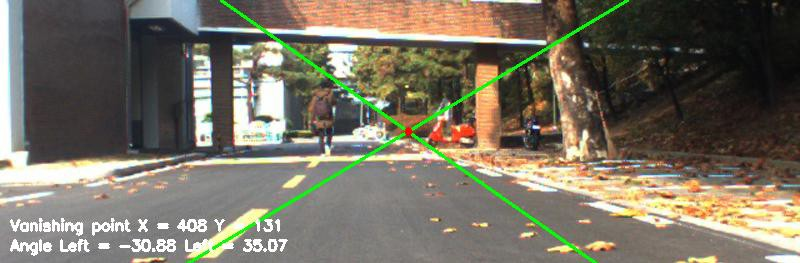 Vanishing point X = 408 Y = 131
Angle Left = -30.88 Left = 35.07